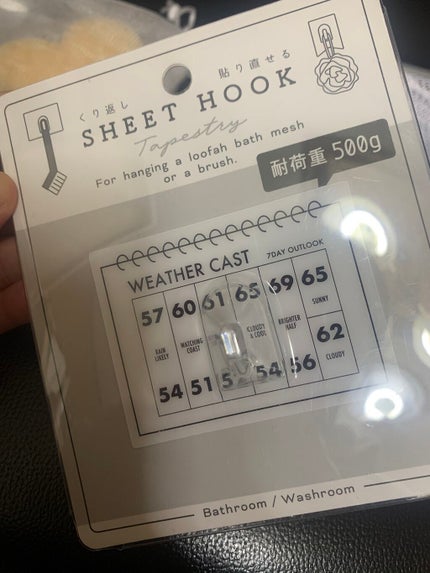 くり返し 貼り直せる
SHEET HOOK
Tapestry
For hanging a loofah bath mesh
or a brush.
耐荷重 500g
WEATHER CAST 7DAY OUTLOOK
57 60 61 65 69 65
SUNNY
RAIN LIKELY
WATCHING COAST
CLOUDY & COOL
BRIGHTER HALF
62
CLOUDY
54 51 54 56
Bathroom / Washroom